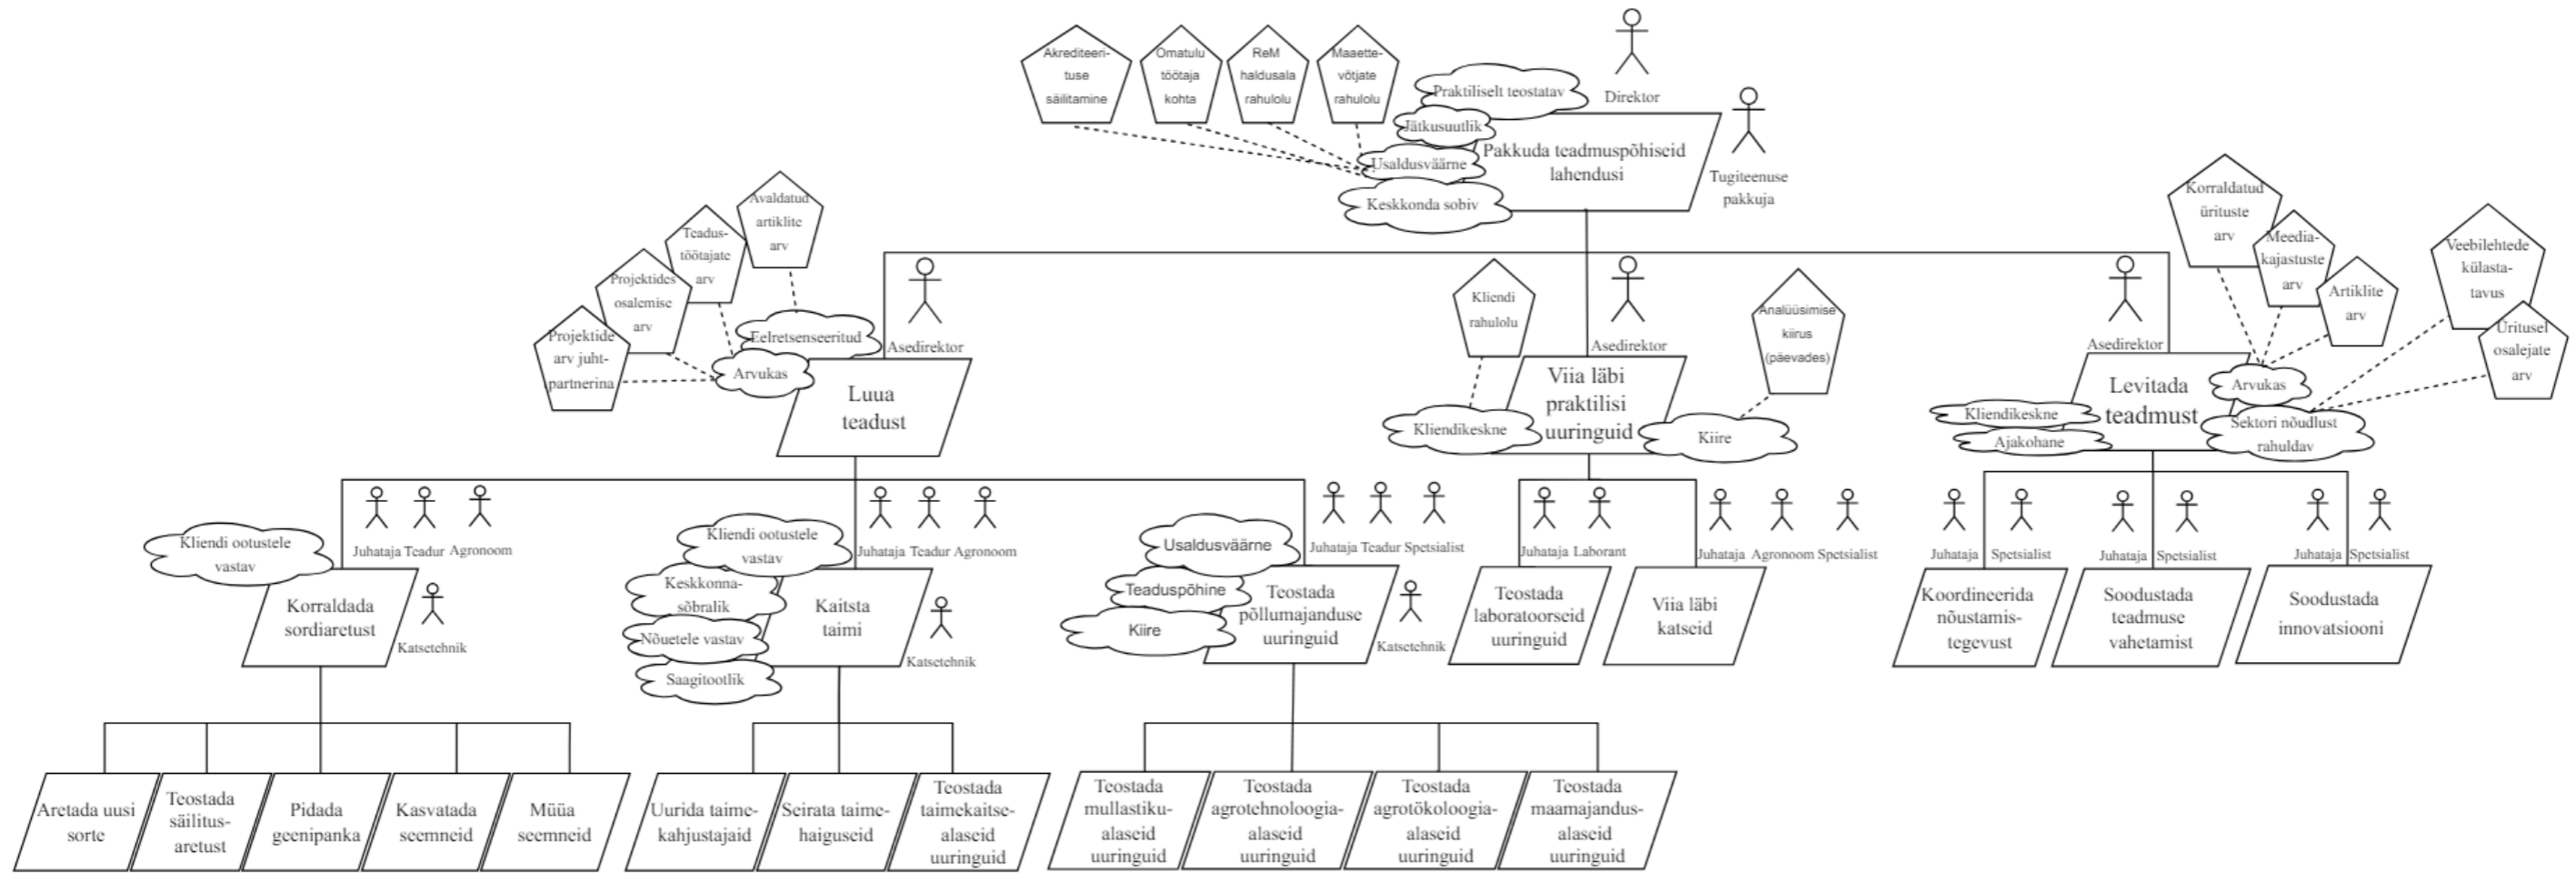 Akrediteeri-
tuse
säilitamine
Omatulu
töötaja
kohta
ReM
haldusala
rahulolu
Maaette-
võtjate
rahulolu
Praktiliselt teostatav
Jätkusuutlik
Usaldusväärne
Keskkonda sobiv
Direktor
Pakkuda teadmuspõhiseid
lahendusi
Tugiteenuse
pakkuja
Avaldatud
artiklite
arv
Teadus-
töötajate
arv
Projektides
osalemise
arv
Projektide
arv juht-
partnerina
Eelretsenseeritud
Arvukas
Asedirektor
Luua
teadust
Kliendi
rahulolu
Asedirektor
Analüüsimise
kiirus
(päevades)
Kliendikeskne
Viia läbi
praktilisi
uuringuid
Kiire
Korraldatud
ürituste
arv
Meedia-
kajastuste
arv
Artiklite
arv
Veebilehtede
külasta-
tavus
Üritusel
osalejate
arv
Asedirektor
Levitada
teadmust
Arvukas
Kliendikeskne
Ajakohane
Sektori nõudlust
rahuldav
Kliendi ootustele
vastav
Juhataja Teadur Agronoom
Korraldada
sordiaretust
Katsetehnik
Kliendi ootustele
vastav
Keskkonna-
sõbralik
Nõuetele vastav
Saagitootlik
Juhataja Teadur Agronoom
Kaitsta
taimi
Katsetehnik
Usaldusväärne
Teaduspõhine
Kiire
Juhataja Teadur Spetsialist
Teostada
põllumajanduse
uuringuid
Katsetehnik
Juhataja Laborant
Teostada
laboratoorseid
uuringuid
Juhataja Agronoom Spetsialist
Viia läbi
katseid
Juhataja Spetsialist
Koordineerida
nõustamis-
tegevust
Juhataja Spetsialist
Soodustada
teadmuse
vahetamist
Juhataja Spetsialist
Soodustada
innovatsiooni
Aretada uusi
sorte
Teostada
säilitus-
aretust
Pidada
geenipanka
Kasvatada
seemneid
Müüa
seemneid
Uurida taime-
kahjustajaid
Seirata taime-
haiguseid
Teostada
taimekaitse-
alaseid
uuringuid
Teostada
mullastiku-
alaseid
uuringuid
Teostada
agrotehnoloogia-
alaseid
uuringuid
Teostada
agrotökoloogia-
alaseid
uuringuid
Teostada
maamajandus-
alaseid
uuringuid